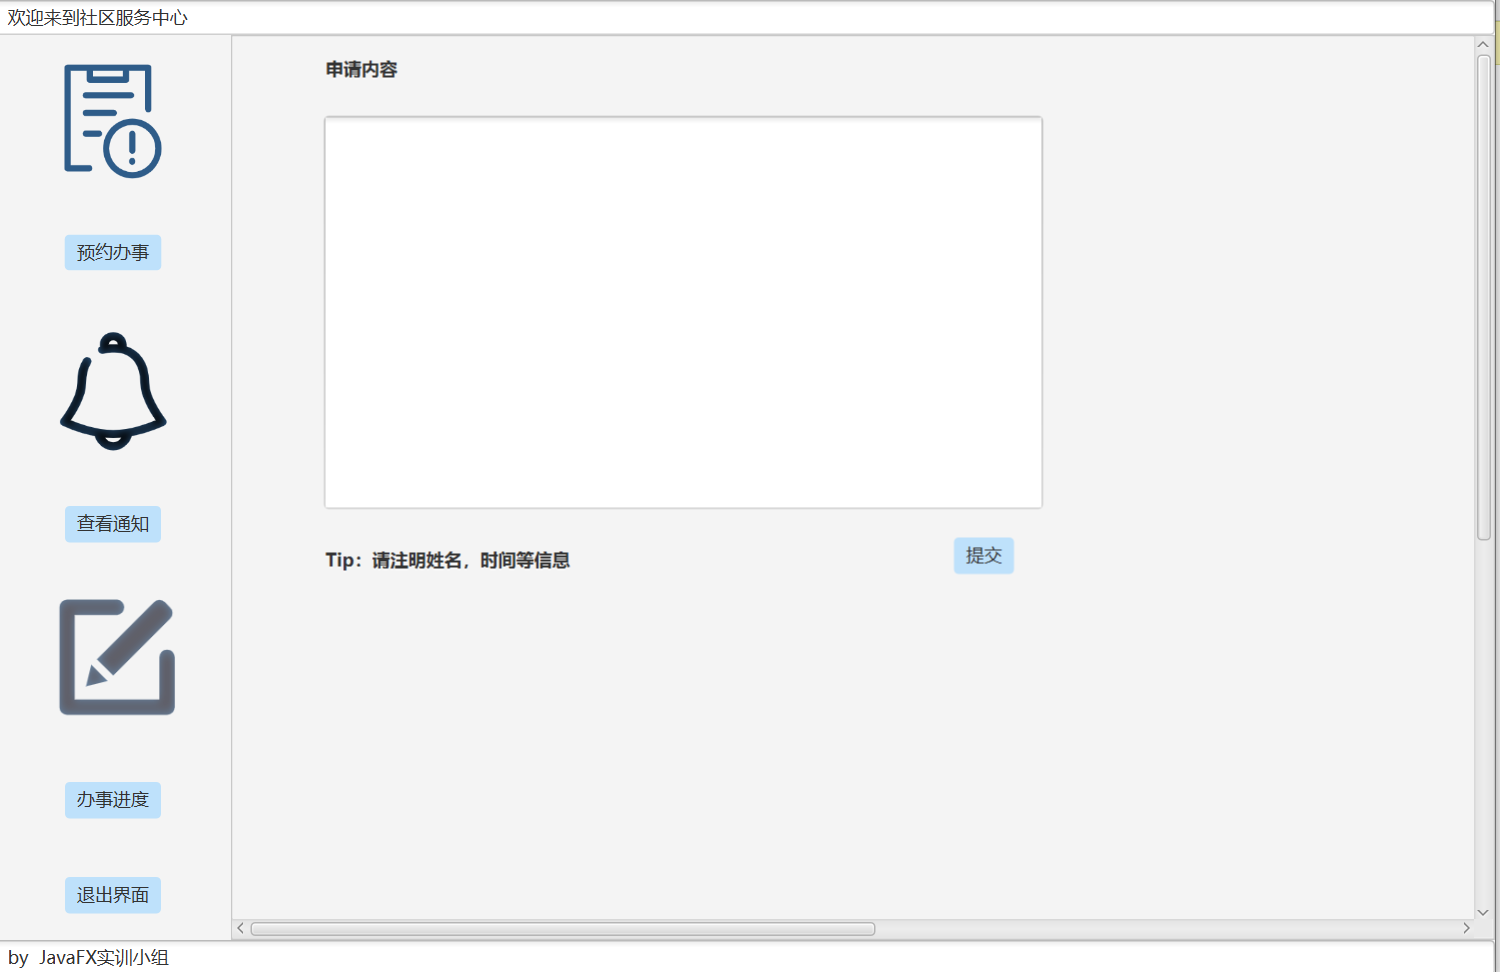 欢迎来到社区服务中心
预约办事
查看通知
办事进度
退出界面
申请内容
Tip：请注明姓名，时间等信息
提交
by JavaFX实训小组